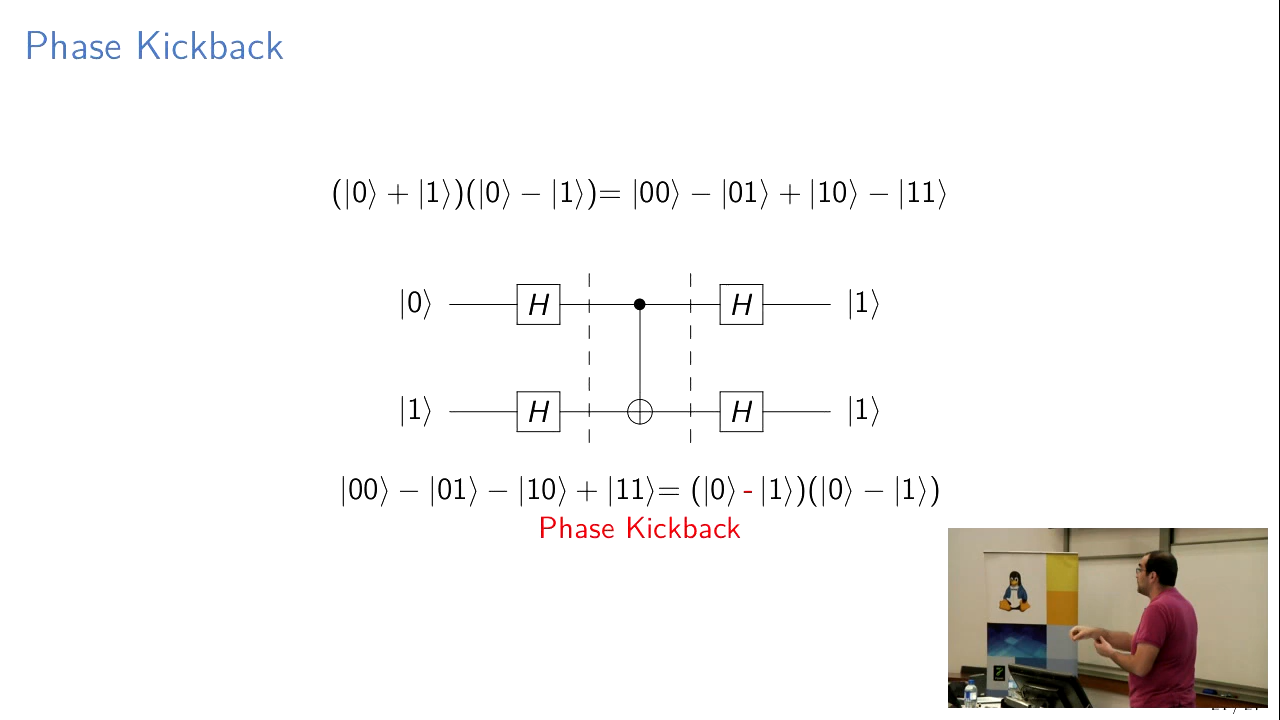 Phase Kickback
(|0⟩ + |1⟩)(|0⟩ − |1⟩)= |00⟩ − |01⟩ + |10⟩ − |11⟩
|0⟩ H H |1⟩
|1⟩ H H |1⟩
|00⟩ − |01⟩ − |10⟩ + |11⟩= (|0⟩ - |1⟩)(|0⟩ − |1⟩)
Phase Kickback